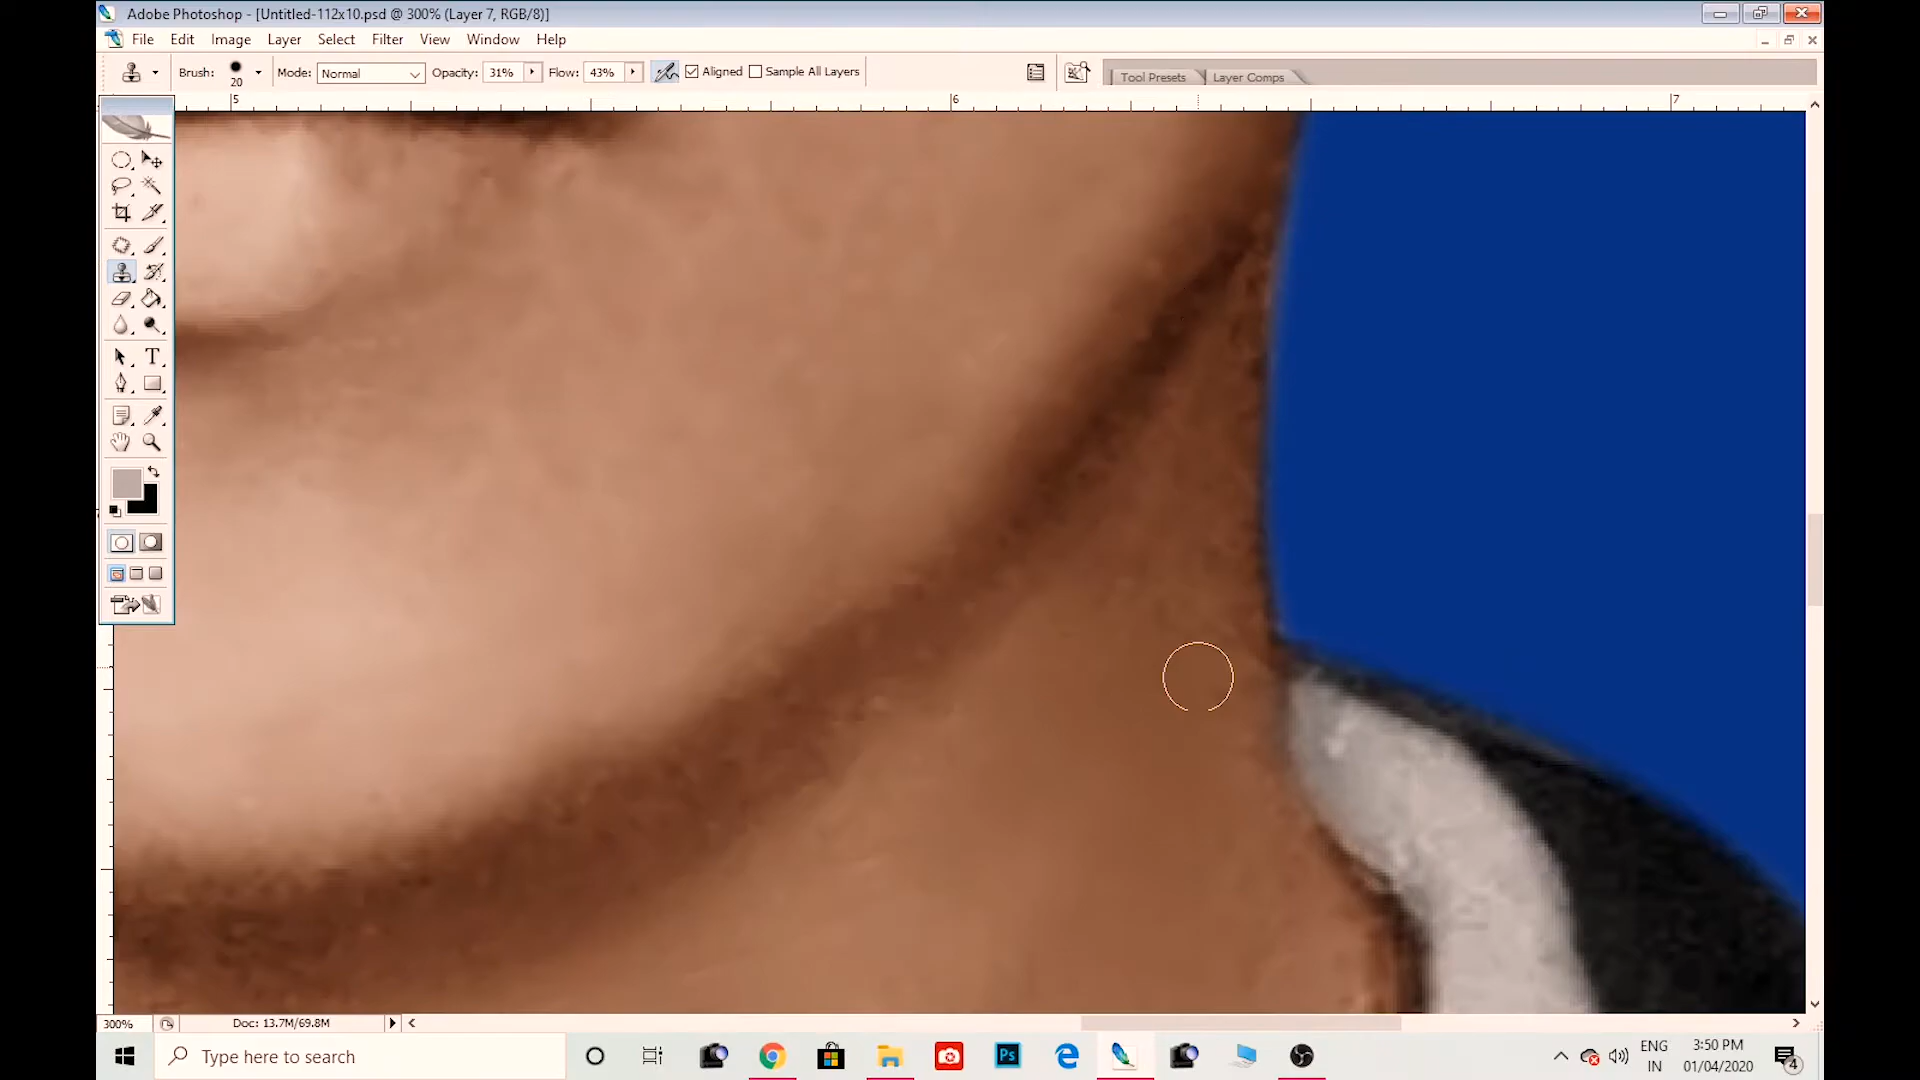 Adobe Photoshop - [Untitled-112x10.psd @ 300% (Layer 7, RGB/8)]
File Edit Image Layer Select Filter View Window Help
Brush: 20 Mode: Normal Opacity: 31% Flow: 43% Aligned Sample All Layers Tool Presets Layer Comps
5 6 7
300% Doc: 13.7M/69.8M
Type here to search
Ps
ENG
IN
3:50 PM
01/04/2020
4